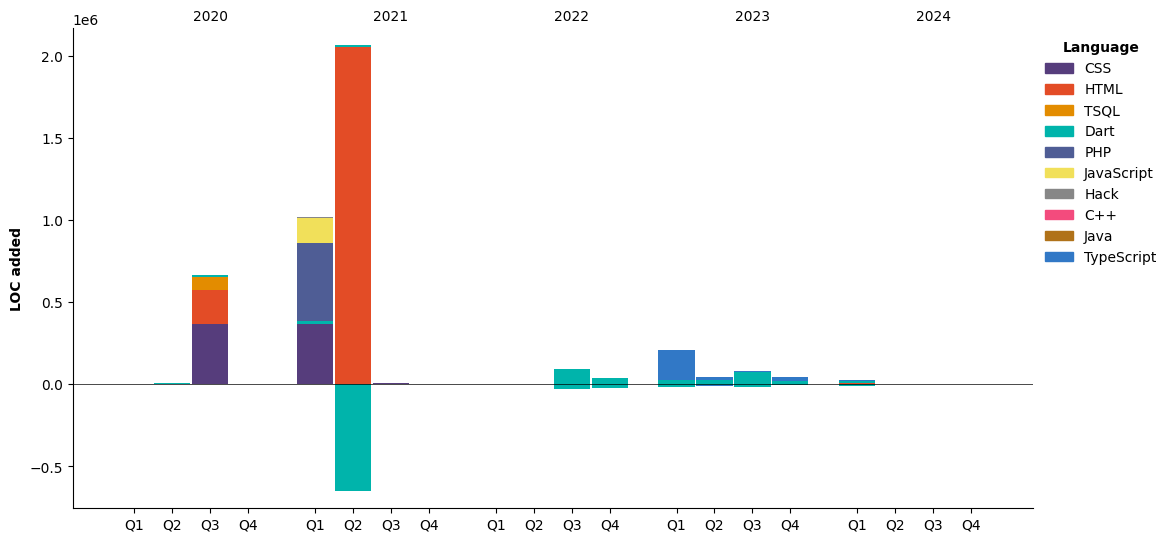 1e6
2020 2021 2022 2023 2024
LOC added
2.0
1.5
1.0
0.5
0.0
−0.5
Q1 Q2 Q3 Q4 Q1 Q2 Q3 Q4 Q1 Q2 Q3 Q4 Q1 Q2 Q3 Q4 Q1 Q2 Q3 Q4
Language
CSS
HTML
TSQL
Dart
PHP
JavaScript
Hack
C++
Java
TypeScript